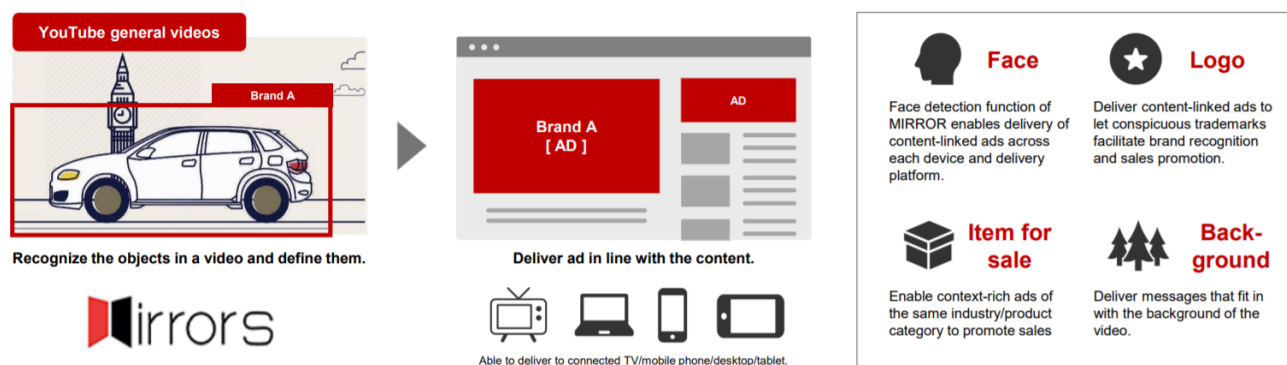 YouTube general videos
Brand A
Recognize the objects in a video and define them.
Mirrors
Brand A
[ AD ]
AD
Deliver ad in line with the content.
Able to deliver to connected TV/mobile phone/desktop/tablet.
Face
Face detection function of
MIRROR enables delivery of
content-linked ads across
each device and delivery
platform.
Logo
Deliver content-linked ads to
let conspicuous trademarks
facilitate brand recognition
and sales promotion.
Item for
sale
Enable context-rich ads of
the same industry/product
category to promote sales
Back-
ground
Deliver messages that fit in
with the background of the
video.